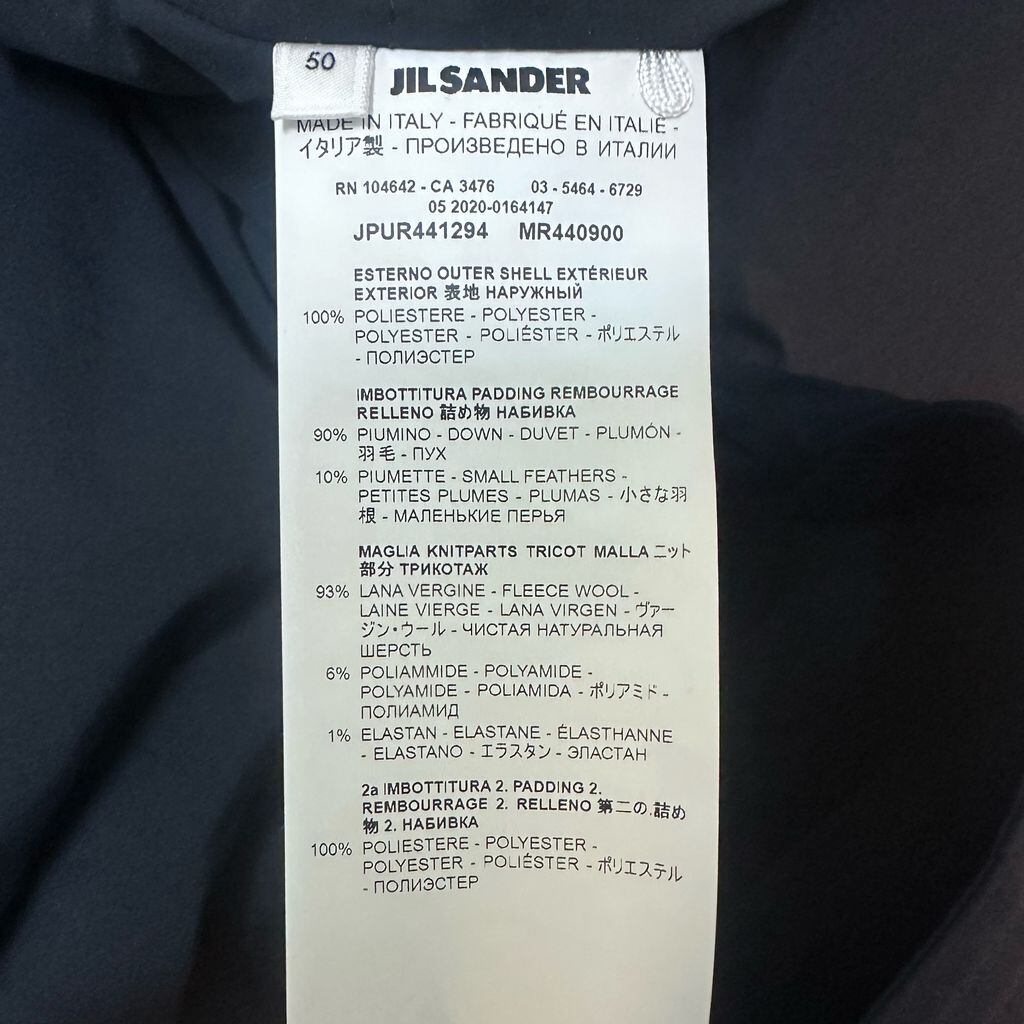 50
JIL SANDER
MADE IN ITALY - FABRIQUÉ EN ITALIE -
イタリア製 - ПРОИЗВЕДЕНО В ИТАЛИИ
RN 104642 - CA 3476 03 - 5464 - 6729
05 2020-0164147
JPUR441294 MR440900
ESTERNO OUTER SHELL EXTÉRIEUR
EXTERIOR 表地 НАРУЖНЫЙ
100% POLIESTERE - POLYESTER -
POLYESTER - POLIÉSTER - ポリエステル
- ПОЛИЭСТЕР
IMBOTTITURA PADDING REMBOURRAGE
RELLENO 詰め物 НАБИВКА
90% PIUMINO - DOWN - DUVET - PLUMÓN -
羽毛 - ПУХ
10% PIUMETTE - SMALL FEATHERS -
PETITES PLUMES - PLUMAS - 小さな羽
根 - МАЛЕНЬКИЕ ПЕРЬЯ
MAGLIA KNITPARTS TRICOT MALLA ニット
部分 ТРИКОТАЖ
93% LANA VERGINE - FLEECE WOOL -
LAINE VIERGE - LANA VIRGEN - ヴァー
ジン・ウール - ЧИСТАЯ НАТУРАЛЬНАЯ
ШЕРСТЬ
6% POLIAMMIDE - POLYAMIDE -
POLYAMIDE - POLIAMIDA - ポリアミド -
ПОЛИАМИД
1% ELASTAN - ELASTANE - ÉLASTHANNE
- ELASTANO - エラスタン - ЭЛАСТАН
2a IMBOTTITURA 2. PADDING 2.
REMBOURRAGE 2. RELLENO 第二の.詰め
物 2. НАБИВКА
100% POLIESTERE - POLYESTER -
POLYESTER - POLIÉSTER - ポリエステル
- ПОЛИЭСТЕР